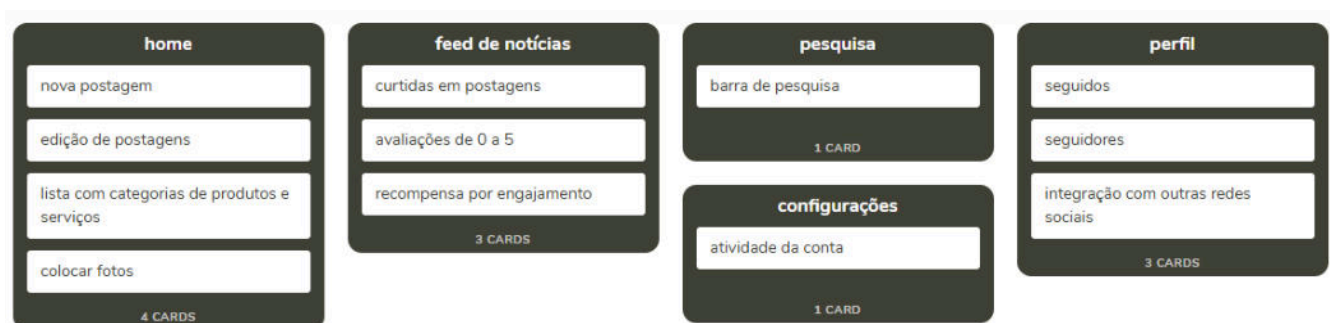 home
nova postagem
edição de postagens
lista com categorias de produtos e
serviços
colocar fotos
4 CARDS
feed de notícias
curtidas em postagens
avaliações de 0 a 5
recompensa por engajamento
3 CARDS
pesquisa
barra de pesquisa
1 CARD
configurações
atividade da conta
1 CARD
perfil
seguidos
seguidores
integração com outras redes
sociais
3 CARDS